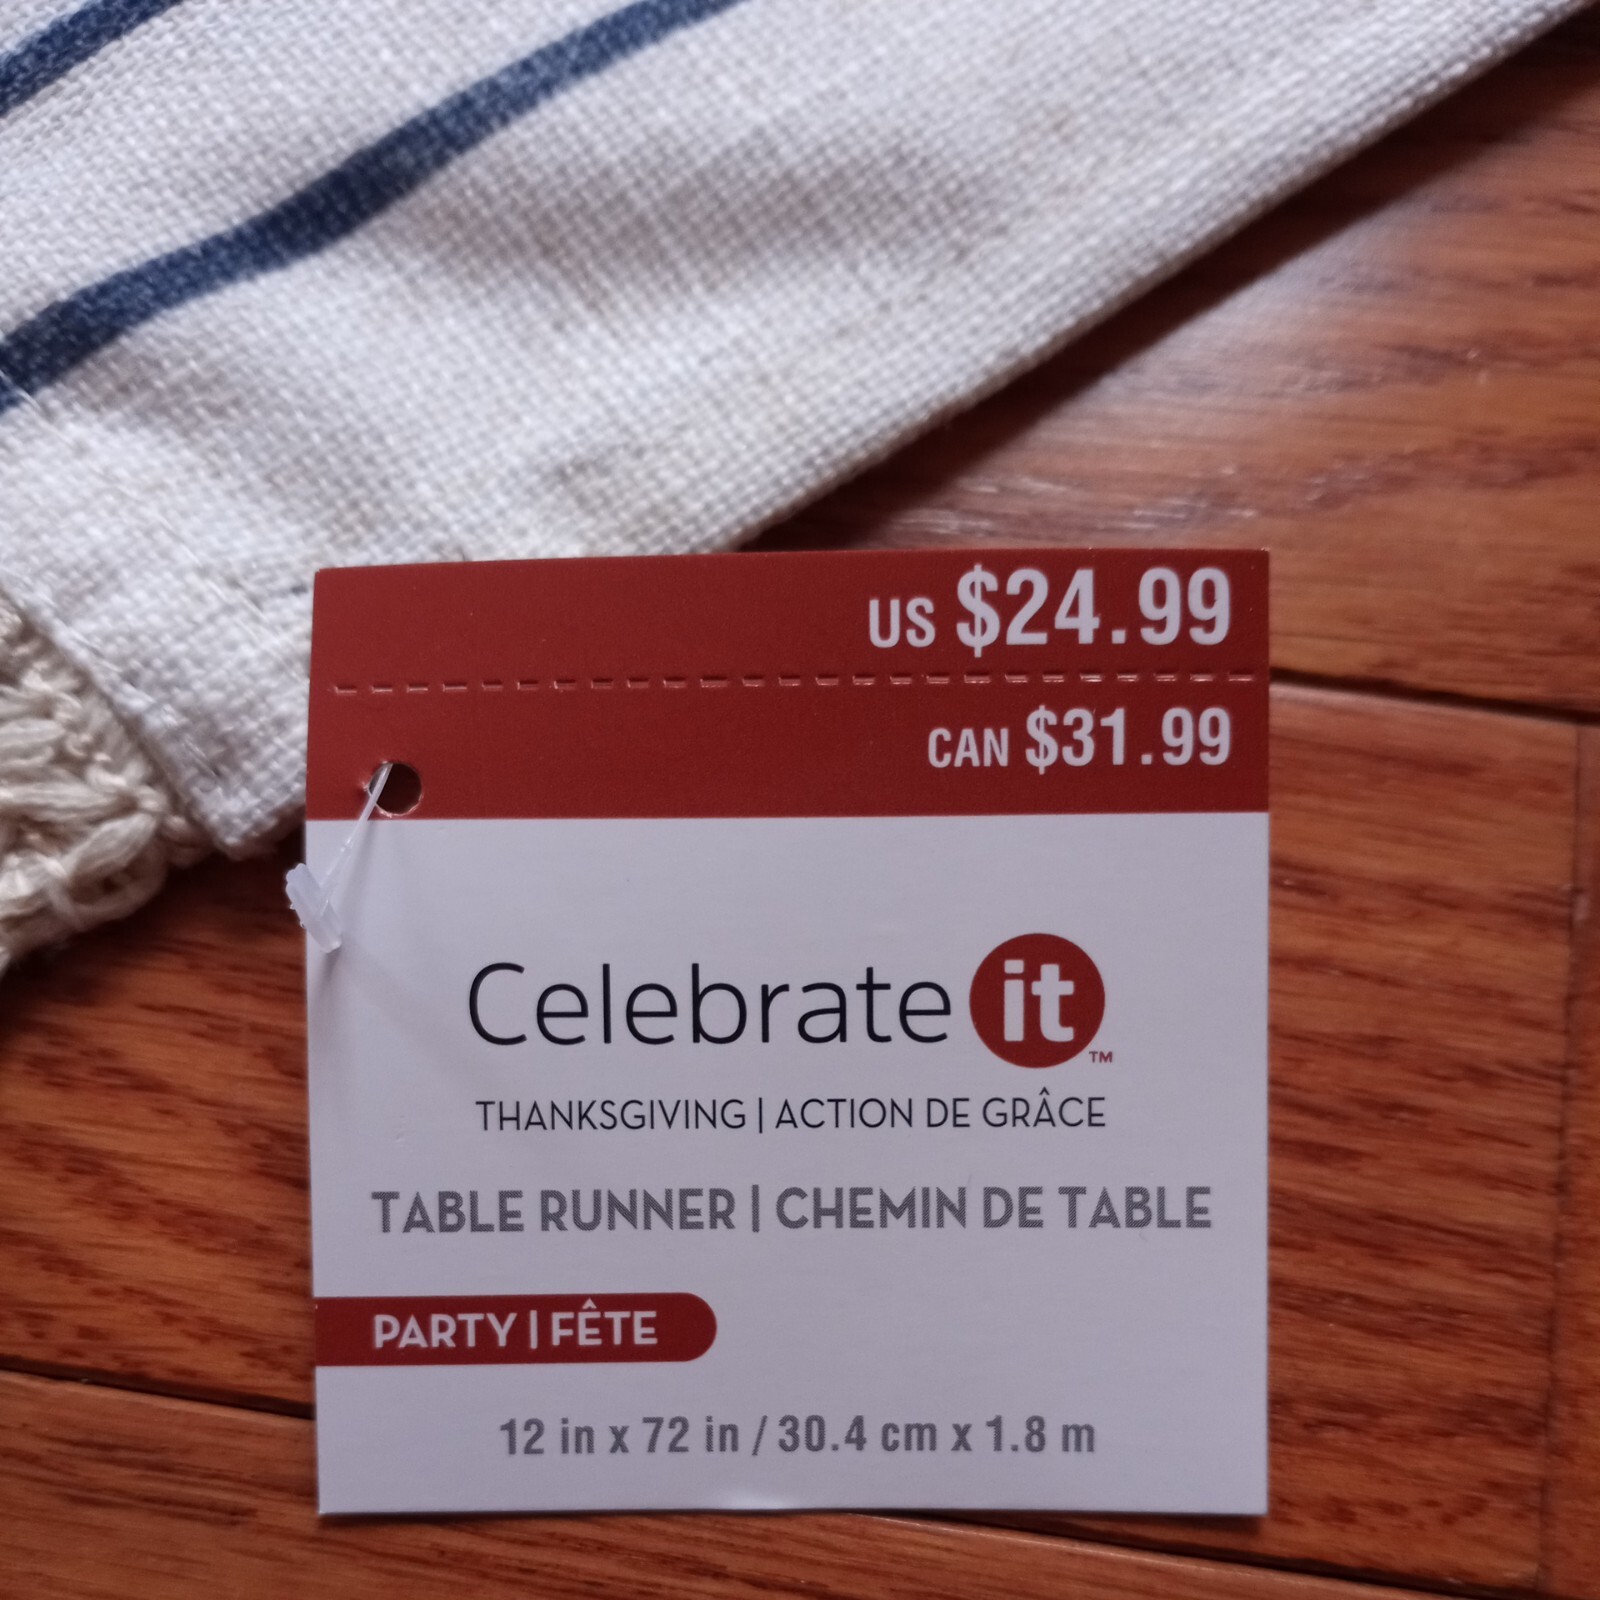 US $24.99
CAN $31.99
Celebrate it™
THANKSGIVING | ACTION DE GRÂCE
TABLE RUNNER | CHEMIN DE TABLE
PARTY | FÊTE
12 in x 72 in / 30.4 cm x 1.8 m